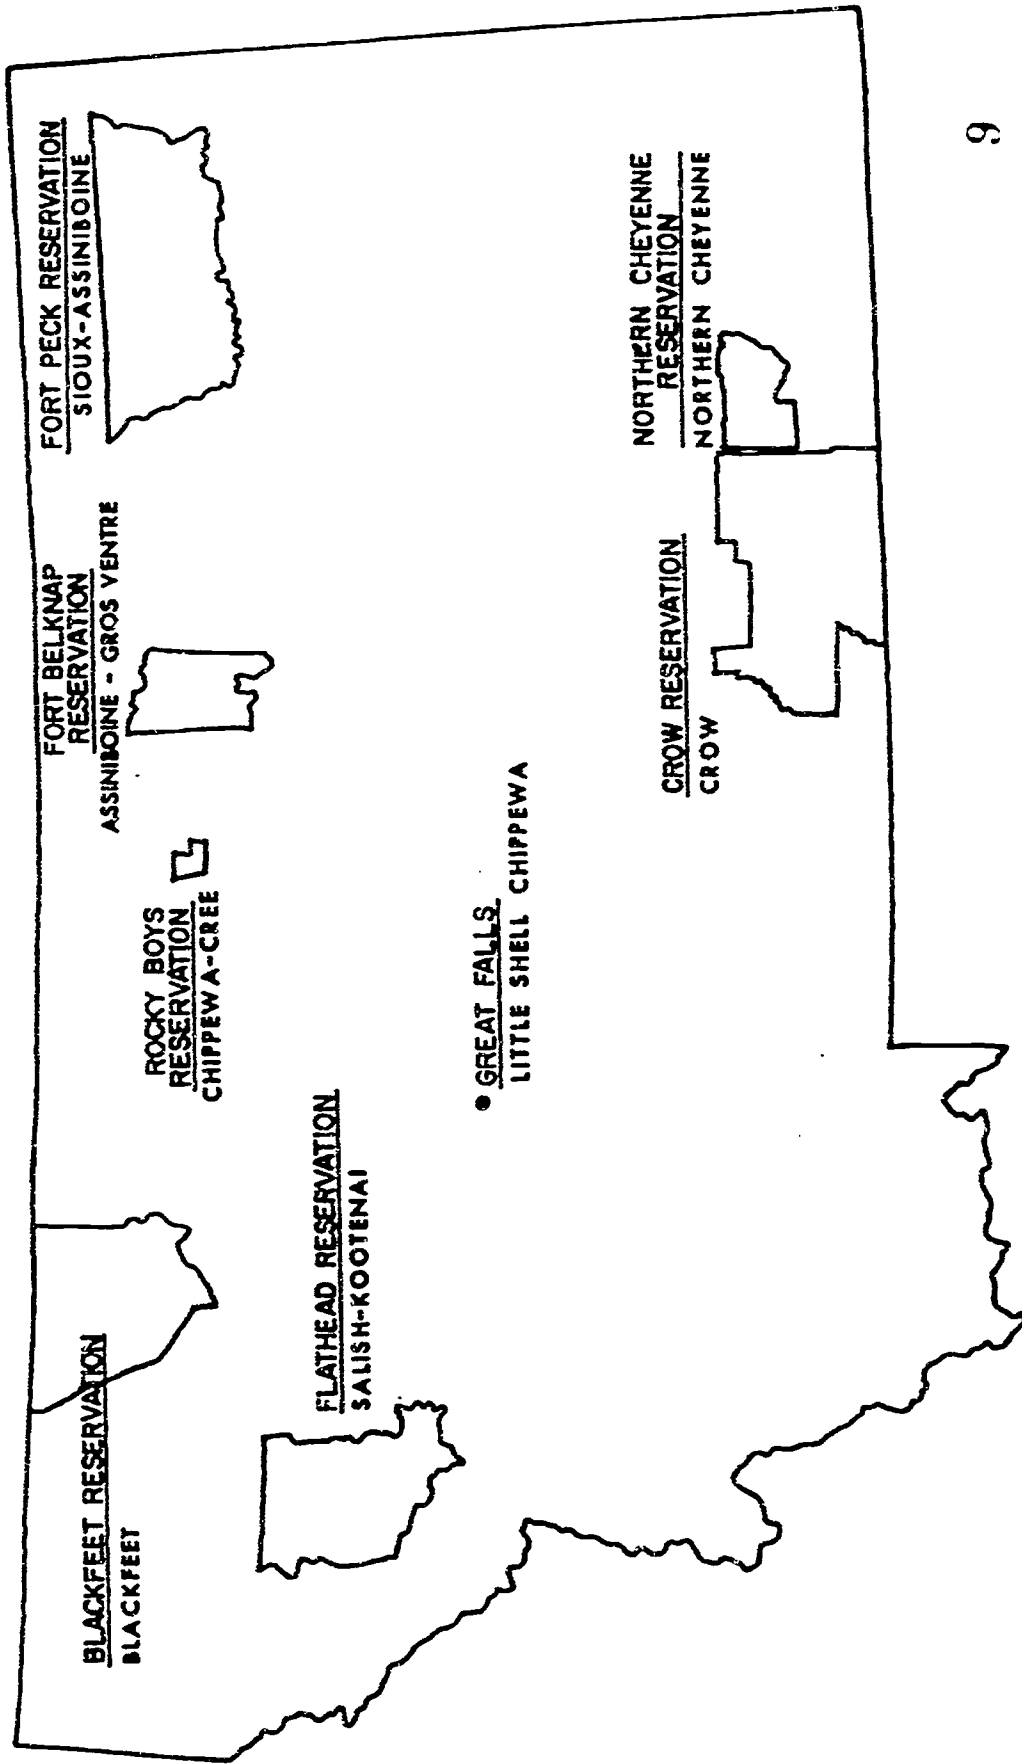 BLACKFEET RESERVATION
BLACKFEET
FLATHEAD RESERVATION
SALISH-KOOTENAI
ROCKY BOYS
RESERVATION
CHIPPEWA-CREE
FORT BELKNAP
RESERVATION
ASSINIBOINE - GROS VENTRE
FORT PECK RESERVATION
SIOUX-ASSINIBOINE
GREAT FALLS
LITTLE SHELL CHIPPEWA
CROW RESERVATION
CROW
NORTHERN CHEYENNE
RESERVATION
NORTHERN CHEYENNE
9